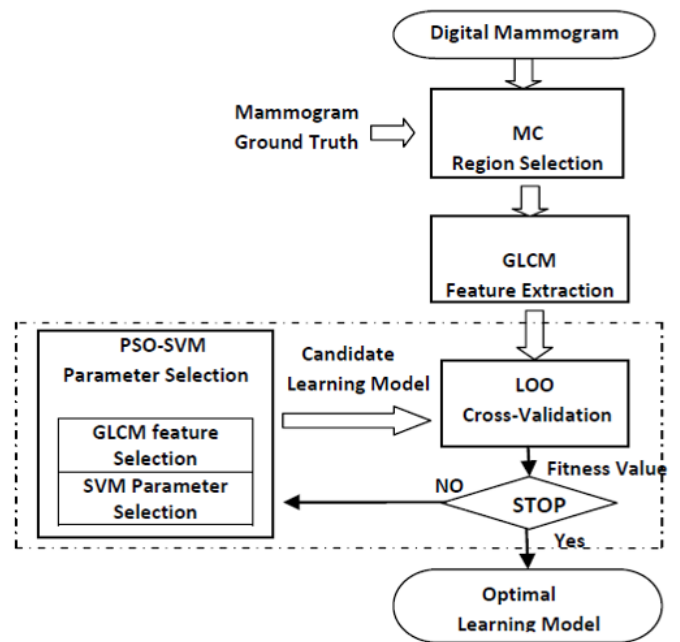 Digital Mammogram
Mammogram
Ground Truth
MC
Region Selection
GLCM
Feature Extraction
PSO-SVM
Parameter Selection
GLCM feature
Selection
SVM Parameter
Selection
Candidate
Learning Model
LOO
Cross-Validation
Fitness Value
NO
STOP
Yes
Optimal
Learning Model